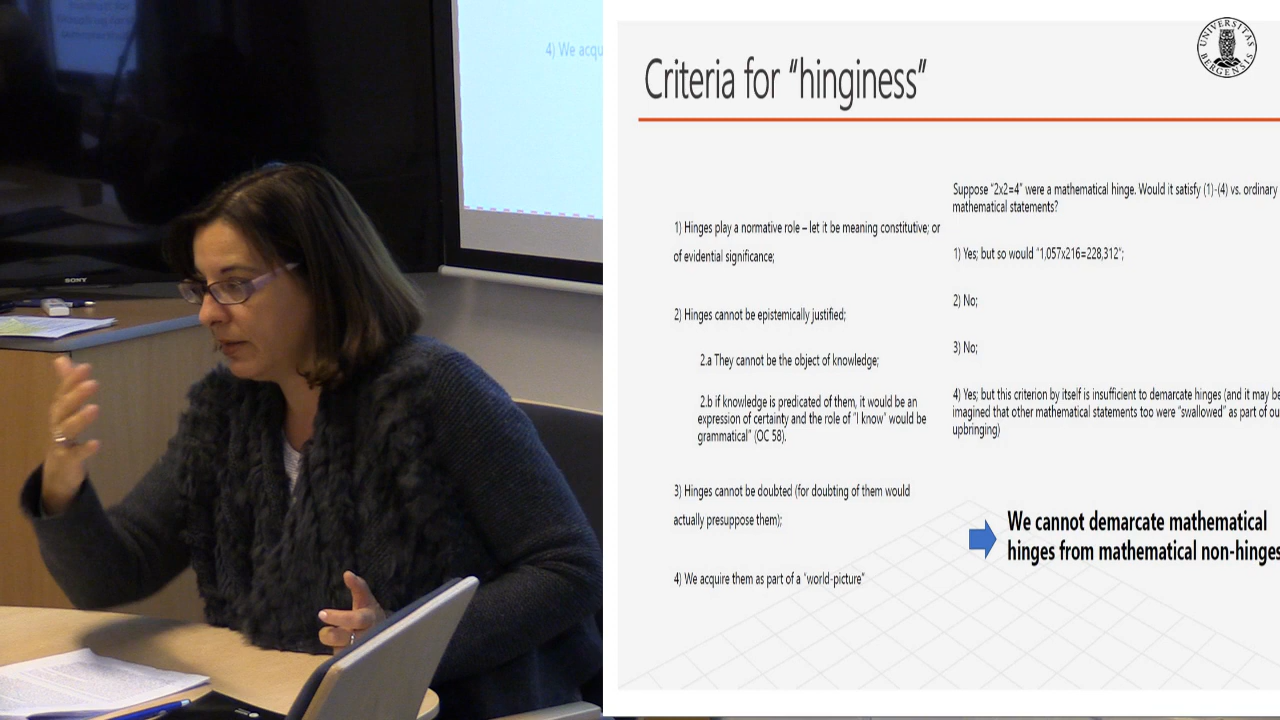 4) We acqu
SONY
UNIVERSITAS
BERGENSIS
Criteria for “hinginess”
1) Hinges play a normative role – let it be meaning constitutive; or
of evidential significance;
2) Hinges cannot be epistemically justified;
2.a They cannot be the object of knowledge;
2.b if knowledge is predicated of them, it would be an
expression of certainty and the role of “I know’ would be
grammatical” (OC 58).
3) Hinges cannot be doubted (for doubting of them would
actually presuppose them);
4) We acquire them as part of a “world-picture”
Suppose “2x2=4” were a mathematical hinge. Would it satisfy (1)-(4) vs. ordinary
mathematical statements?
1) Yes; but so would “1,057x216=228,312”;
2) No;
3) No;
4) Yes; but this criterion by itself is insufficient to demarcate hinges (and it may be
imagined that other mathematical statements too were “swallowed” as part of ou
upbringing)
We cannot demarcate mathematical
hinges from mathematical non-hinges